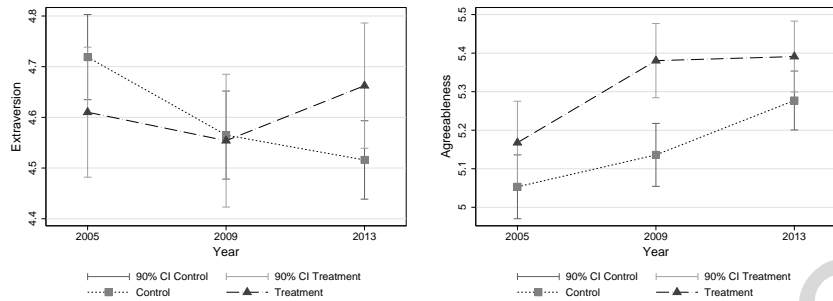 Extraversion
4.8
4.7
4.6
4.5
4.4
2005 2009 2013
Year
90% CI Control 90% CI Treatment
Control Treatment
Agreeableness
5.5
5.4
5.3
5.2
5.1
5
2005 2009 2013
Year
90% CI Control 90% CI Treatment
Control Treatment